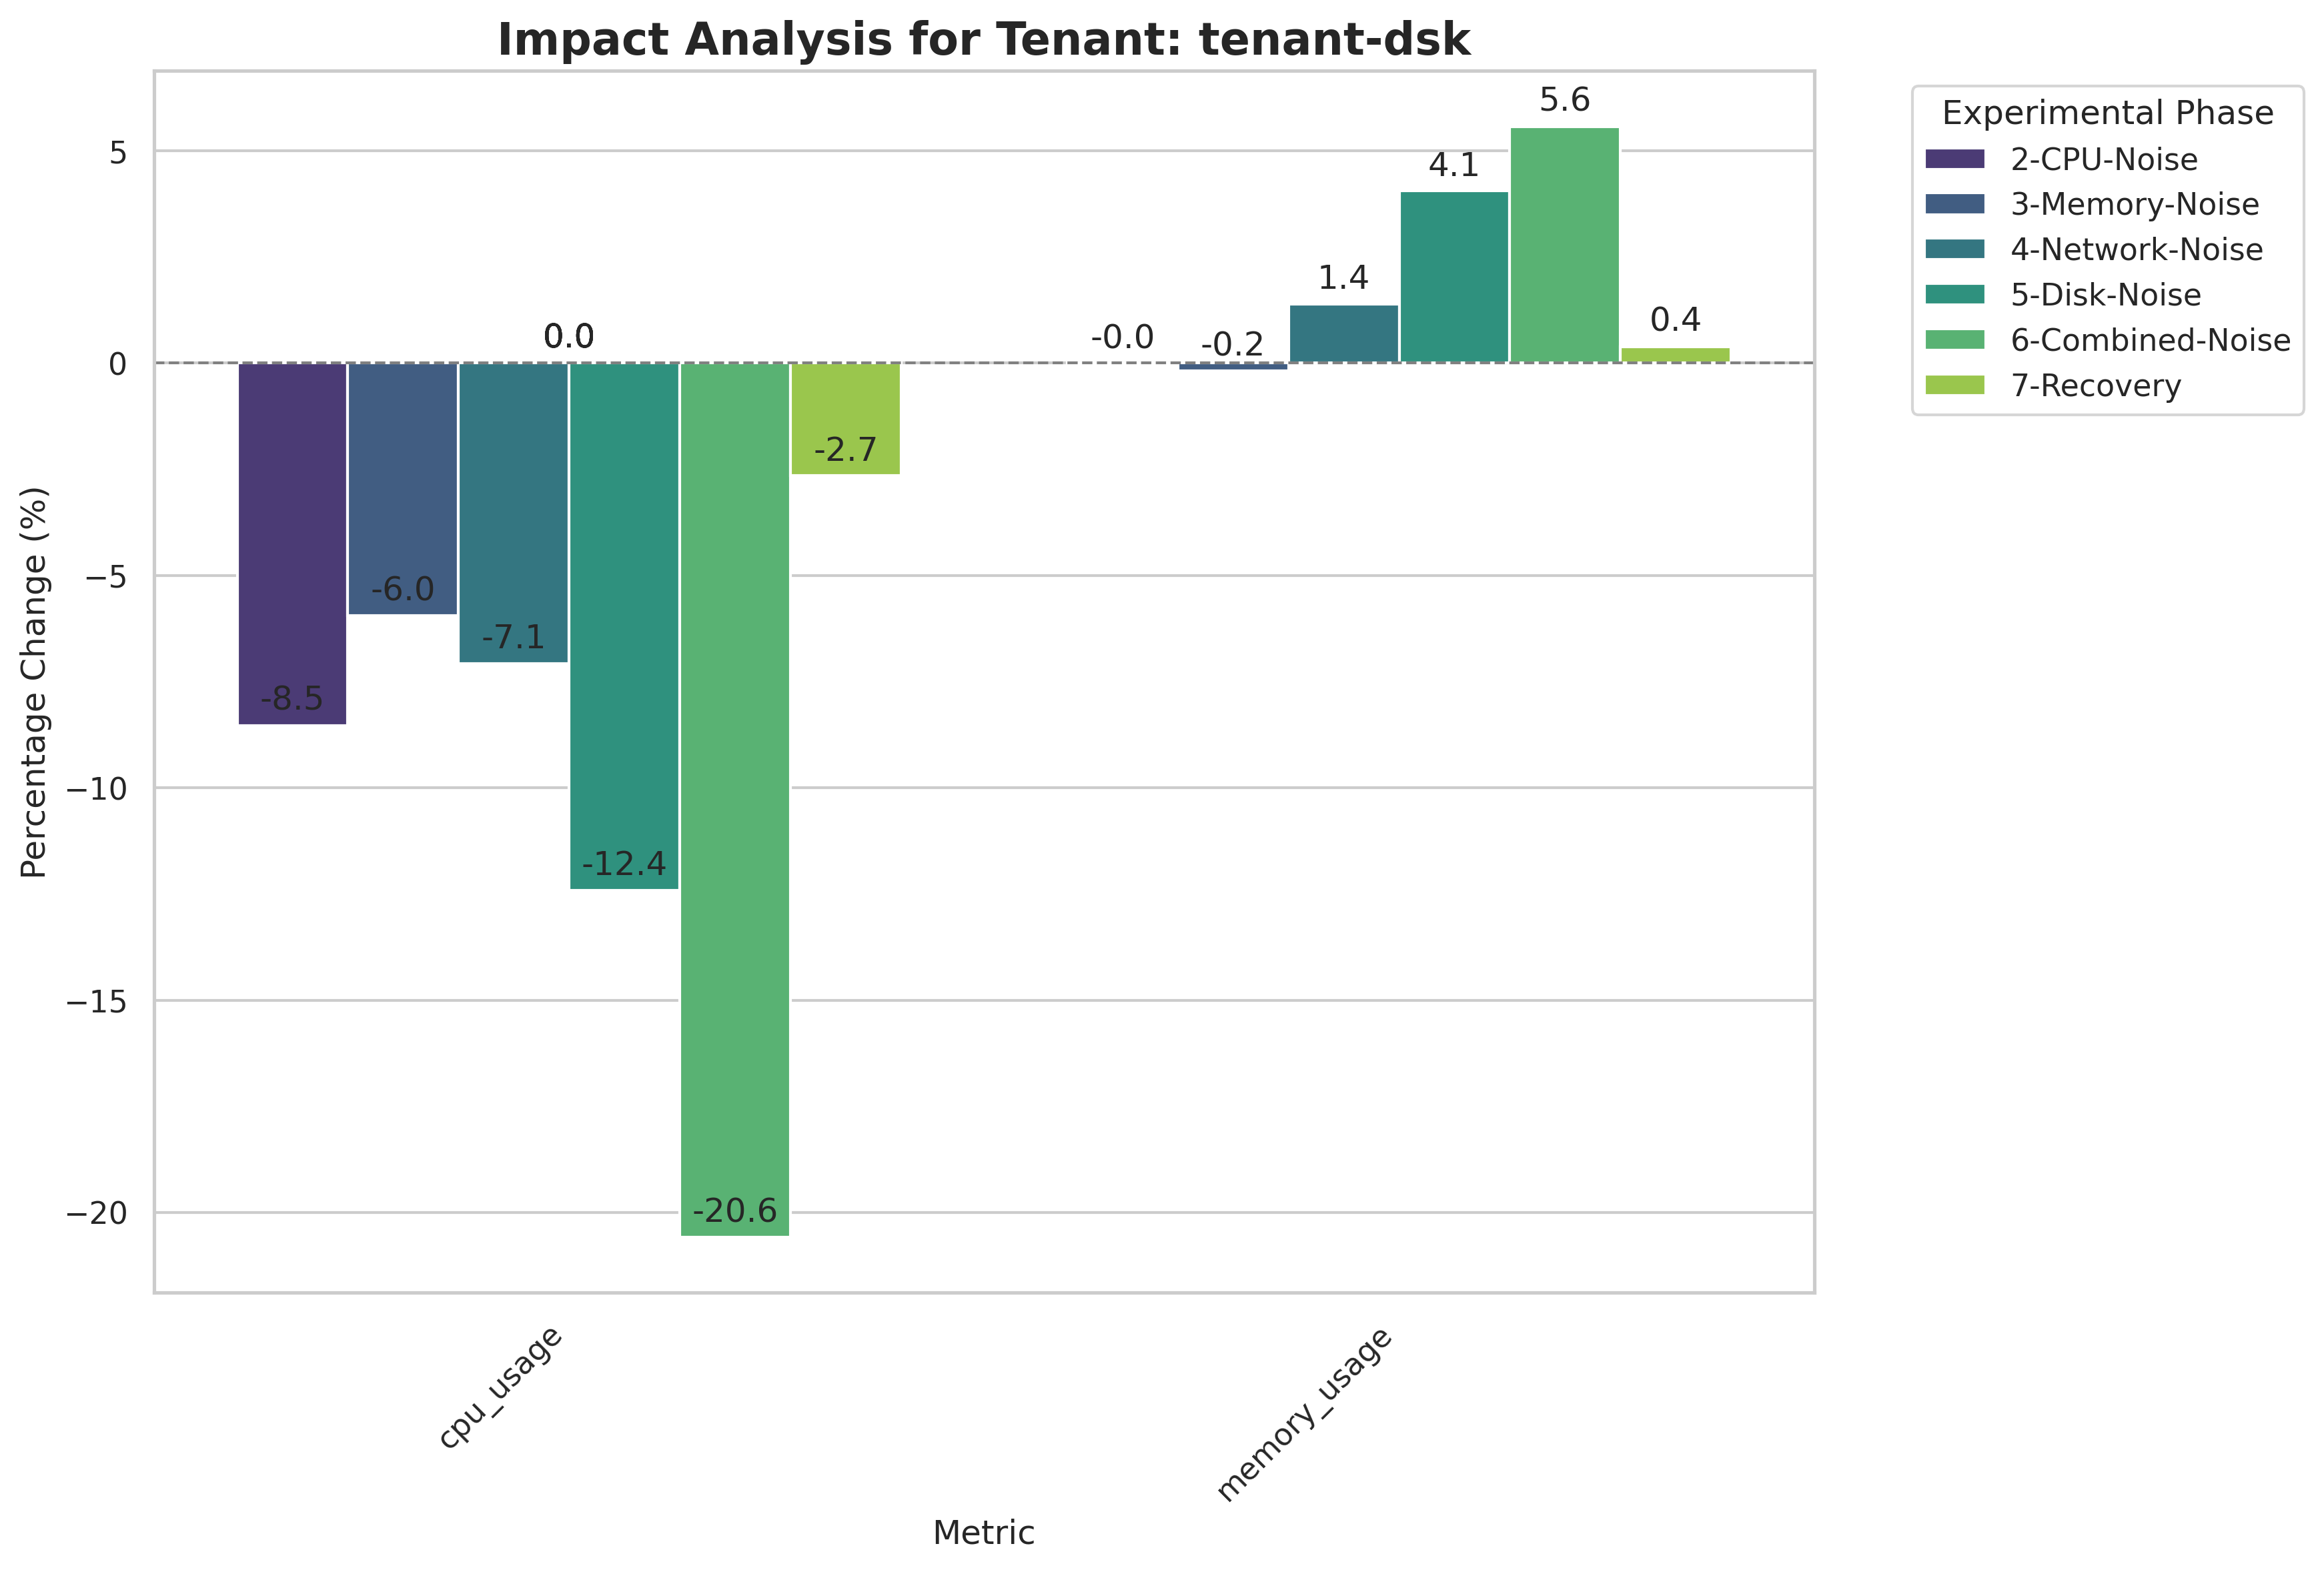 Impact Analysis for Tenant: tenant-dsk
Experimental Phase
2-CPU-Noise
3-Memory-Noise
4-Network-Noise
5-Disk-Noise
6-Combined-Noise
7-Recovery
Percentage Change (%)
5
0
−5
−10
−15
−20
-8.5
-6.0
-7.1
0.0
-12.4
-20.6
-2.7
-0.0
-0.2
1.4
4.1
5.6
0.4
cpu_usage
memory_usage
Metric